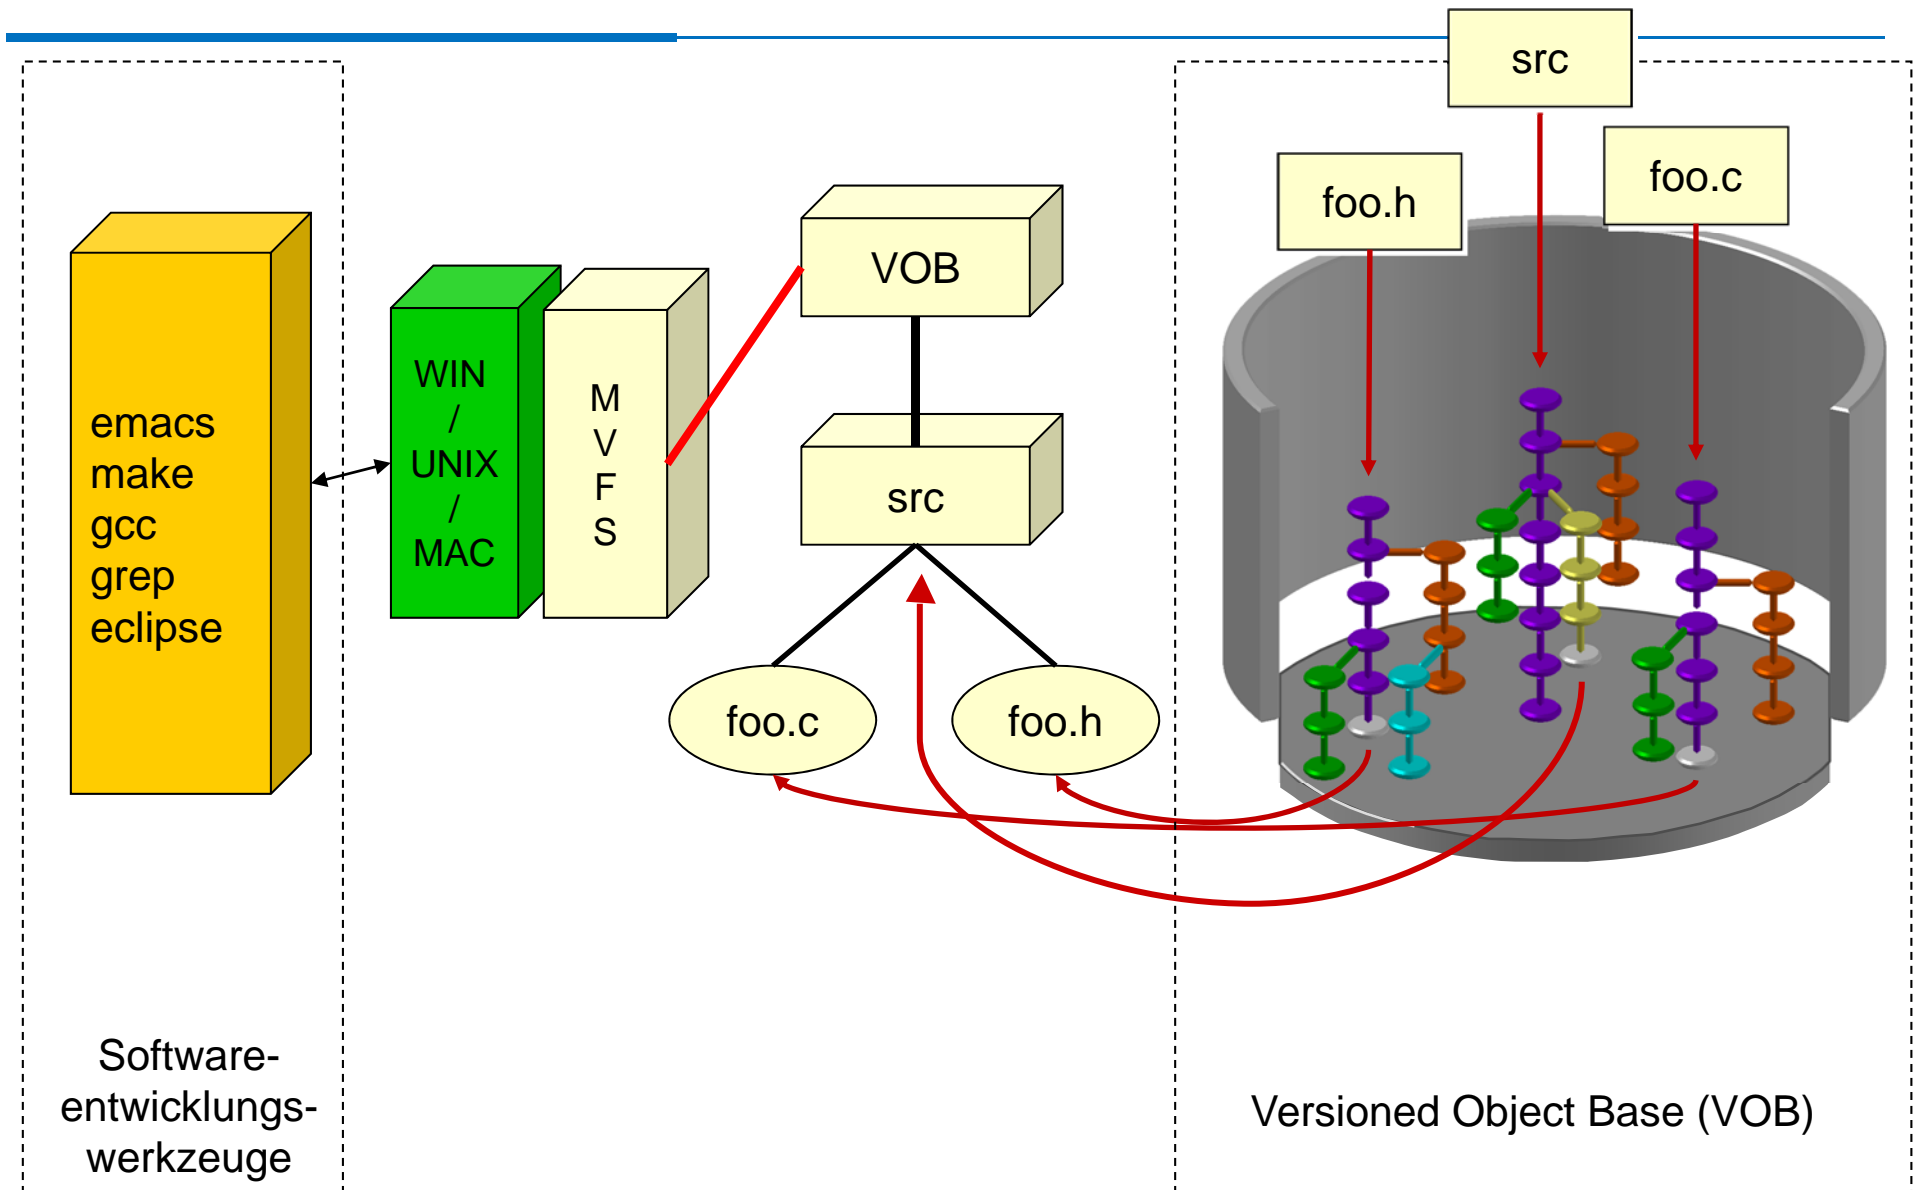 src
foo.c
foo.h
VOB
emacs
make
gcc
grep
eclipse
WIN
/
UNIX
/
MAC
M
V
F
S
src
foo.c
foo.h
Software-
entwicklungs-
werkzeuge
Versioned Object Base (VOB)